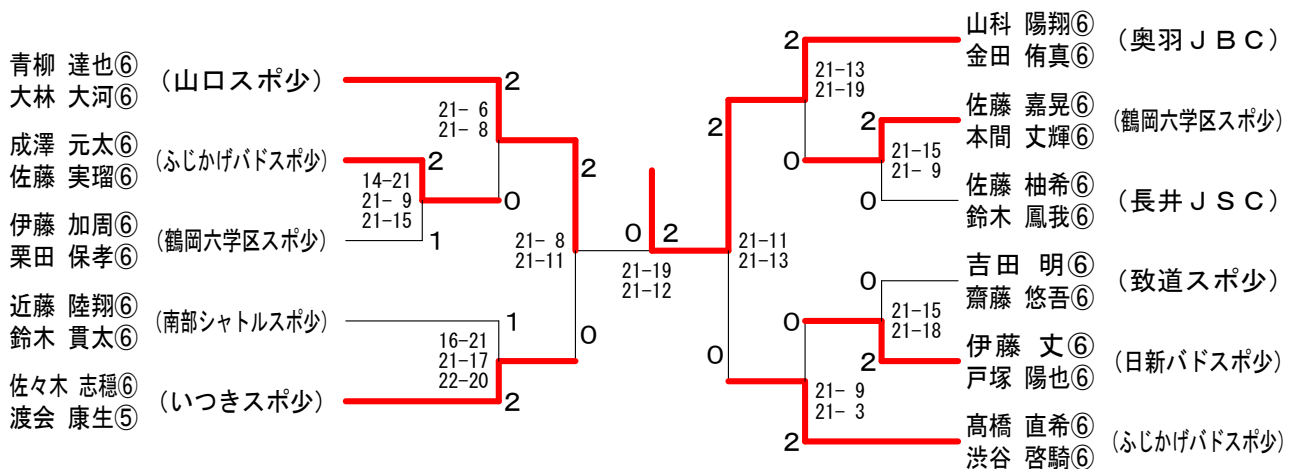 青柳 達也⑥
大林 大河⑥
(山口スポ少)
2
21- 6
21- 8
成澤 元太⑥
佐藤 実瑠⑥
(ふじかげバドスポ少)
2
14-21
21- 9
21-15
0
伊藤 加周⑥
栗田 保孝⑥
(鶴岡六学区スポ少)
1
2
21- 8
21-11
近藤 陸翔⑥
鈴木 貫太⑥
(南部シャトルスポ少)
1
16-21
21-17
22-20
0
佐々木 志穏⑥
渡会 康生⑤
(いつきスポ少)
2
0
2
21-19
21-12
山科 陽翔⑥
金田 侑真⑥
(奥羽ＪＢＣ)
2
21-13
21-19
佐藤 嘉晃⑥
本間 丈輝⑥
(鶴岡六学区スポ少)
2
2
0
21-15
21- 9
佐藤 柚希⑥
鈴木 鳳我⑥
(長井ＪＳＣ)
0
21-11
21-13
吉田 明⑥
齋藤 悠吾⑥
(致道スポ少)
0
21-15
21-18
0
伊藤 丈⑥
戸塚 陽也⑥
(日新バドスポ少)
2
0
21- 9
21- 3
髙橋 直希⑥
渋谷 啓騎⑥
(ふじかげバドスポ少)
2